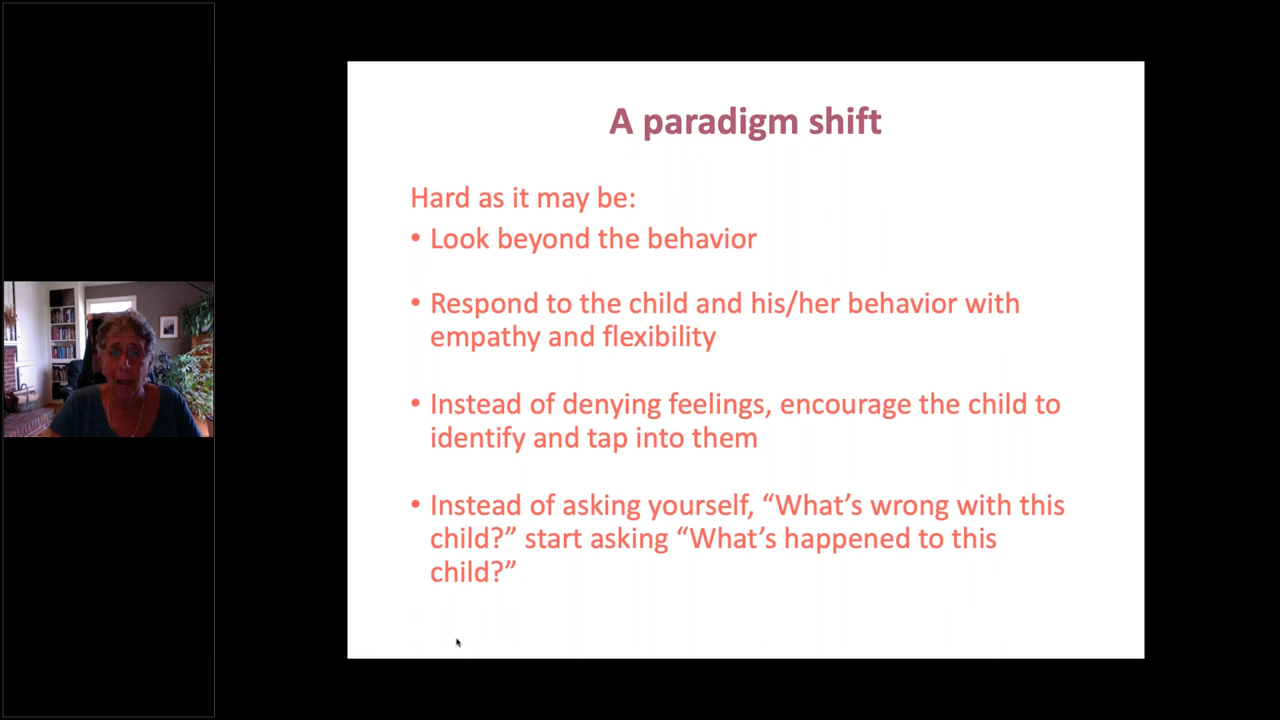 A paradigm shift
Hard as it may be:
• Look beyond the behavior
• Respond to the child and his/her behavior with
empathy and flexibility
• Instead of denying feelings, encourage the child to
identify and tap into them
• Instead of asking yourself, “What’s wrong with this
child?” start asking “What’s happened to this
child?”